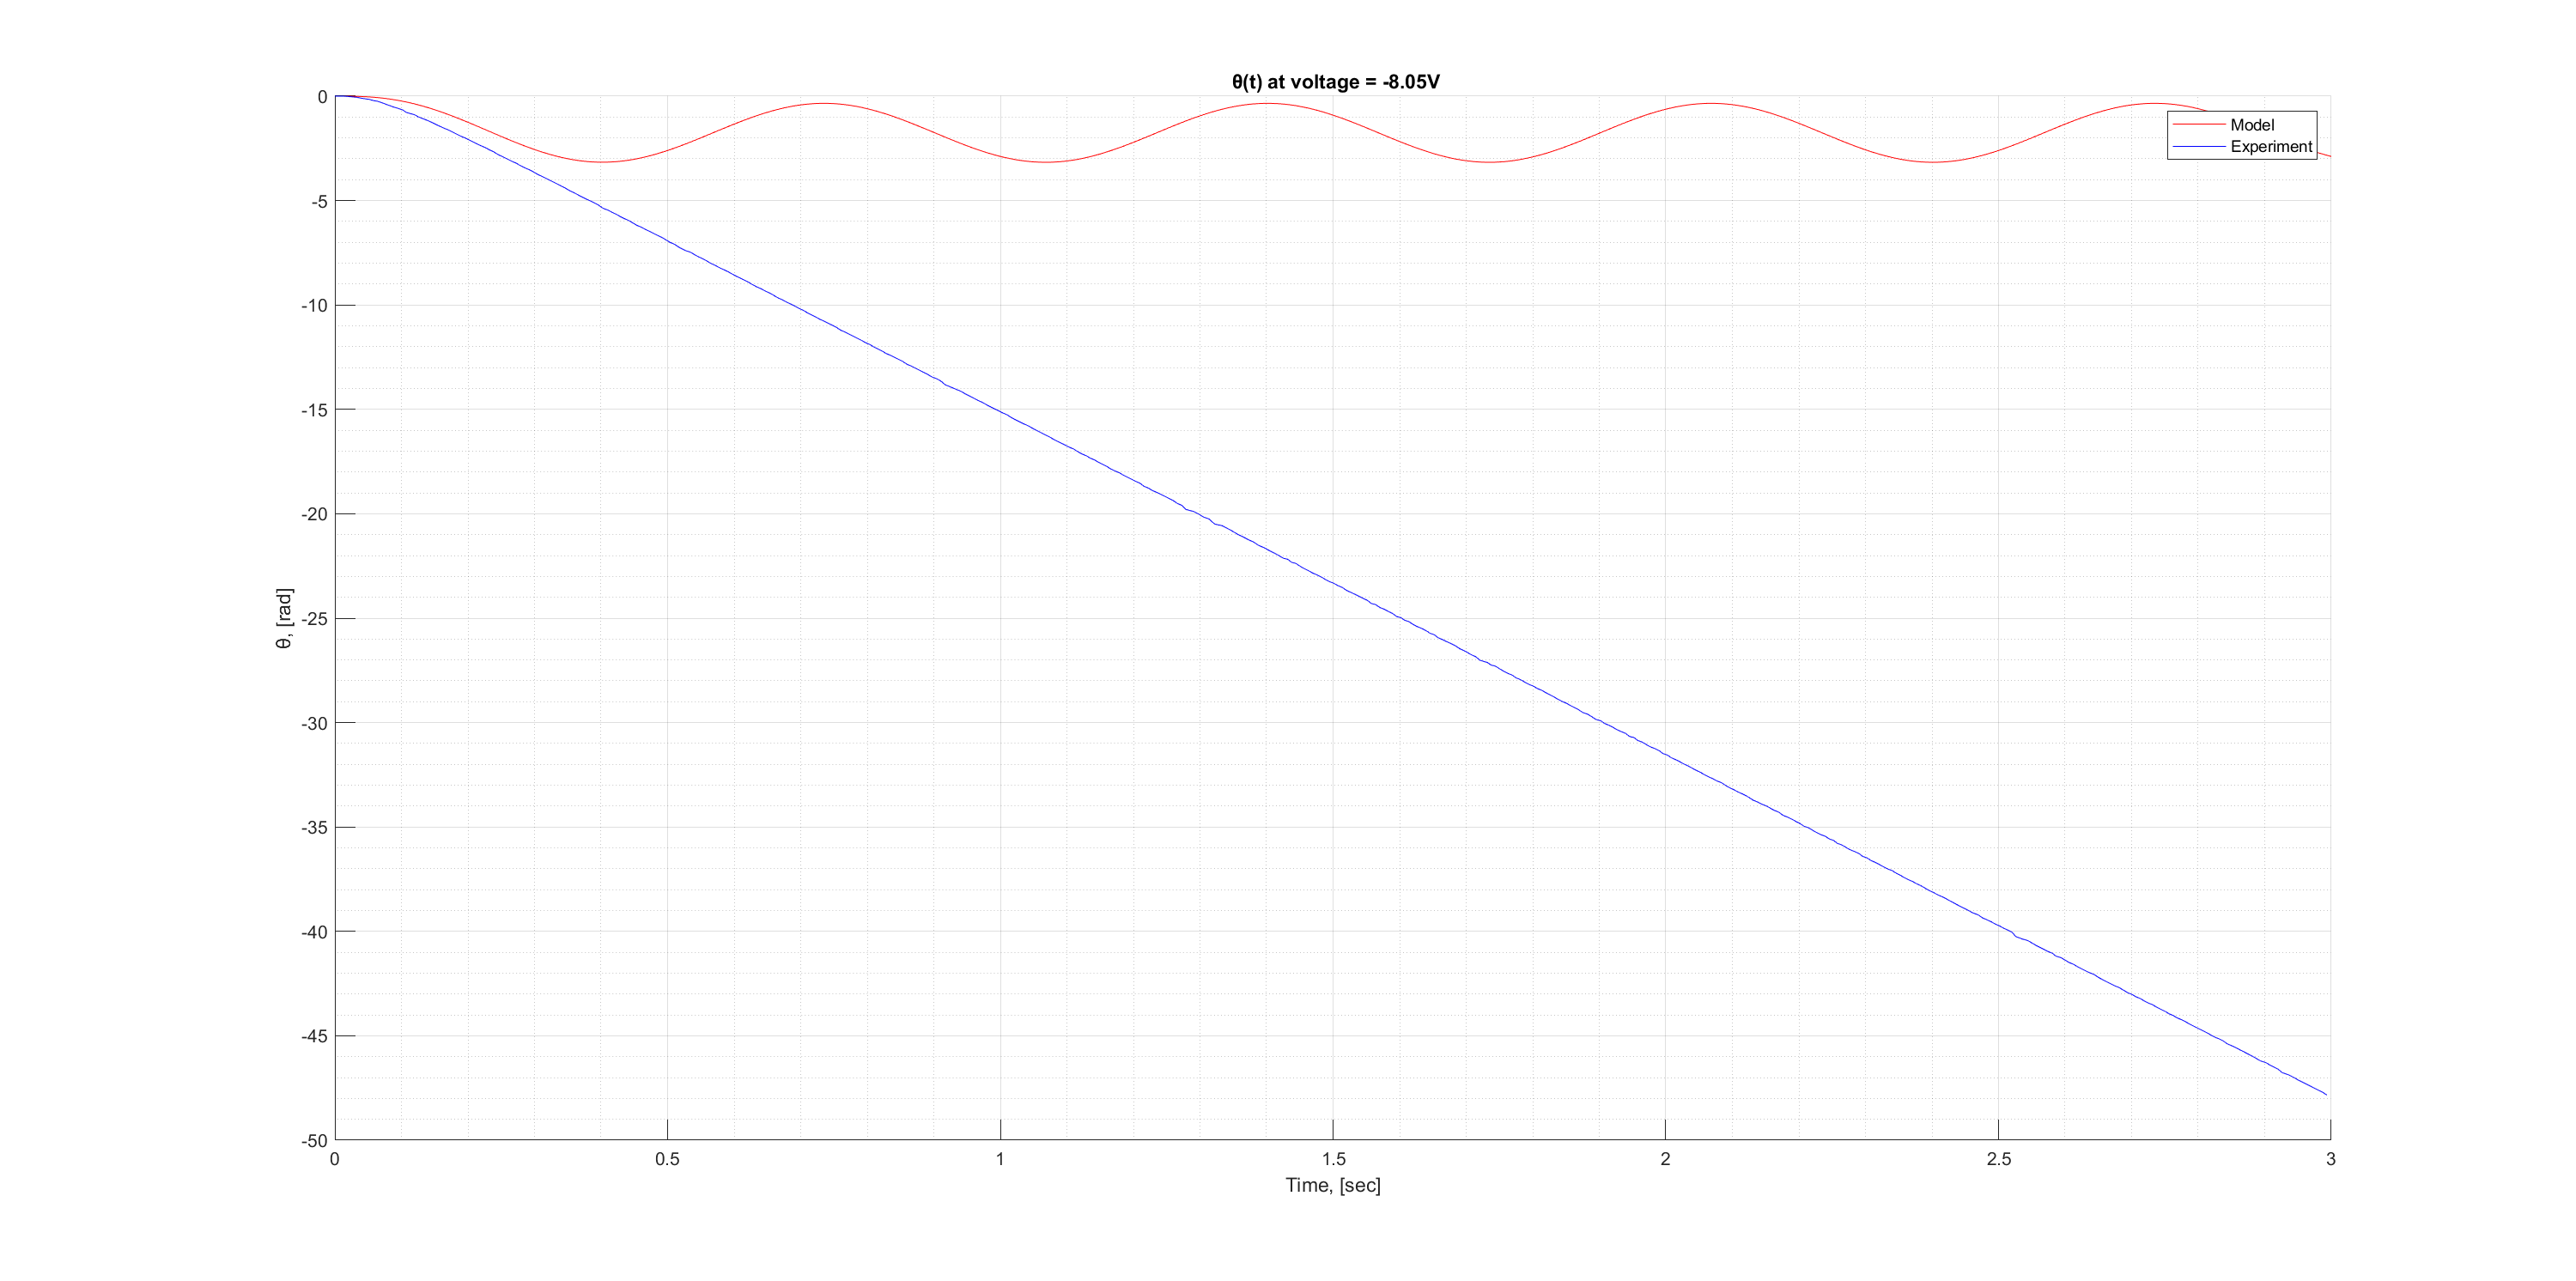 θ(t) at voltage = -8.05V
Model
Experiment
0
-5
-10
-15
-20
-25
-30
-35
-40
-45
-50
θ, [rad]
0 0.5 1 1.5 2 2.5 3
Time, [sec]